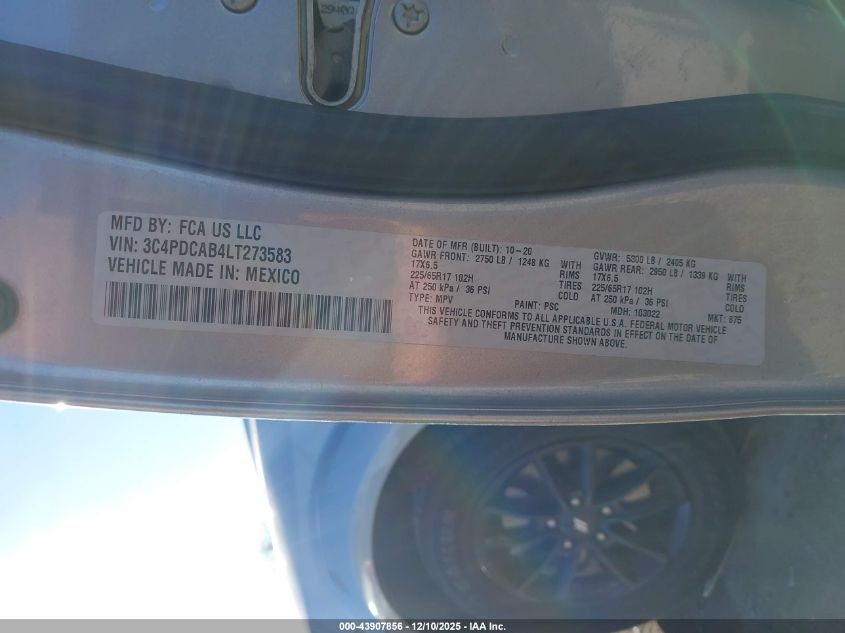 29400
MFD BY: FCA US LLC
VIN: 3C4PDCAB4LT273583
VEHICLE MADE IN: MEXICO
DATE OF MFR (BUILT): 10-20
GAWR FRONT: 2750 LB / 1248 KG WITH
17X6.5 RIMS
225/65R17 102H TIRES
AT 250 kPa / 36 PSI COLD
TYPE: MPV PAINT: PSC
GVWR: 5300 LB / 2405 KG
GAWR REAR: 2950 LB / 1339 KG WITH
17X6.5 RIMS
225/65R17 102H TIRES
AT 250 kPa / 36 PSI COLD
MDH: 103022 MKT: 875
THIS VEHICLE CONFORMS TO ALL APPLICABLE U.S.A. FEDERAL MOTOR VEHICLE
SAFETY AND THEFT PREVENTION STANDARDS IN EFFECT ON THE DATE OF
MANUFACTURE SHOWN ABOVE.
000-43907856 - 12/10/2025 - IAA Inc.